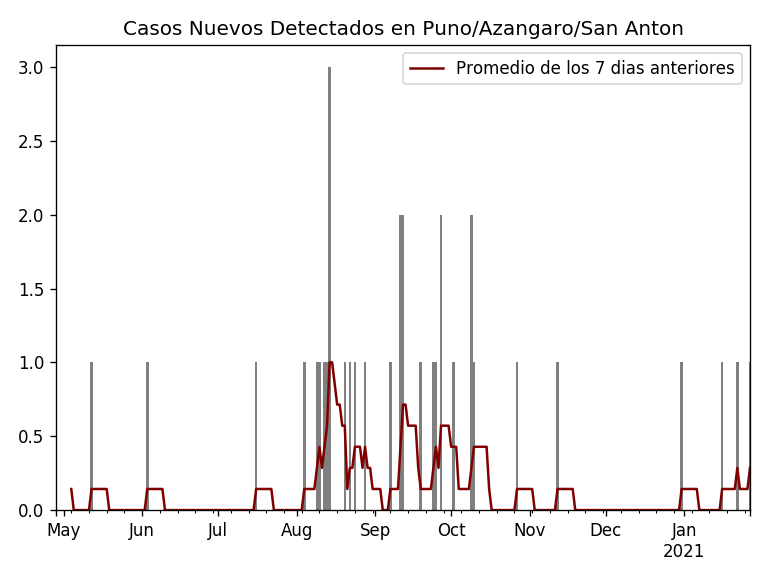 Casos Nuevos Detectados en Puno/Azangaro/San Anton
Promedio de los 7 dias anteriores
3.0
2.5
2.0
1.5
1.0
0.5
0.0
May Jun Jul Aug Sep Oct Nov Dec Jan
2021